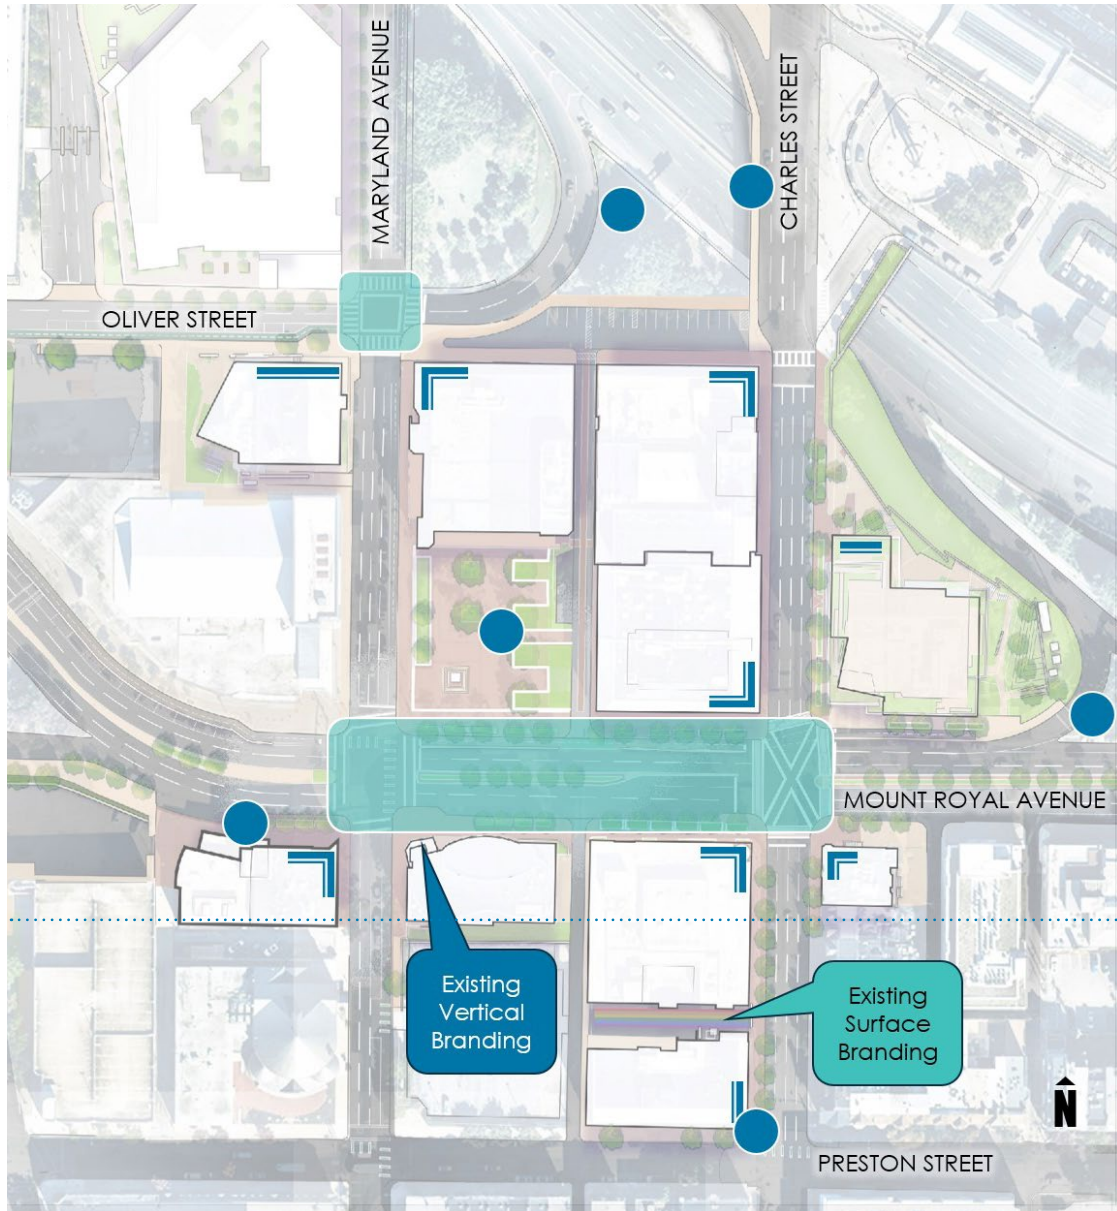 MARYLAND AVENUE
CHARLES STREET
OLIVER STREET
MOUNT ROYAL AVENUE
Existing
Vertical
Branding
Existing
Surface
Branding
N
PRESTON STREET